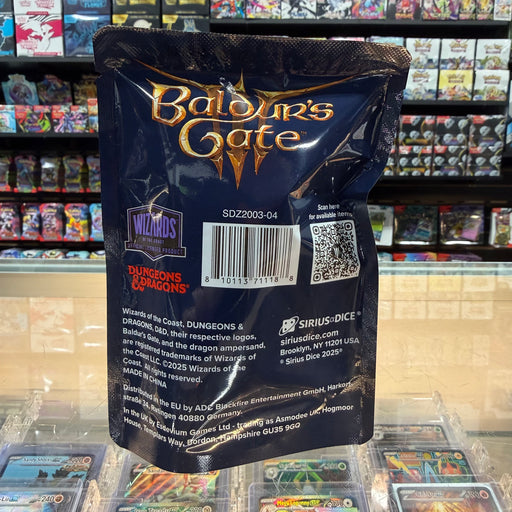 BALDUR'S
GATE
III
SDZ2003-04
Scan here
for available items
WIZARDS
OF THE COAST
OFFICIAL LICENSED PRODUCT
8 10113 71118 8
DUNGEONS
& DRAGONS
Wizards of the Coast, DUNGEONS &
DRAGONS, D&D, their respective logos,
Baldur's Gate, and the dragon ampersand,
are registered trademarks of Wizards of
the Coast LLC. ©2025 Wizards of the
Coast. All rights reserved.
MADE IN CHINA
SIRIUS DICE®
siriusdice.com
Brooklyn, NY 11201 USA
® Sirius Dice 2025®
Distributed in the EU by ADC Blackfire Entertainment GmbH, Harkort
straße 34, Ratingen 40880 Germany.
In the UK by Esdevium Games Ltd - trading as Asmodee UK, Hogmoor
House, Templars Way, Bordon, Hampshire GU35 9GQ